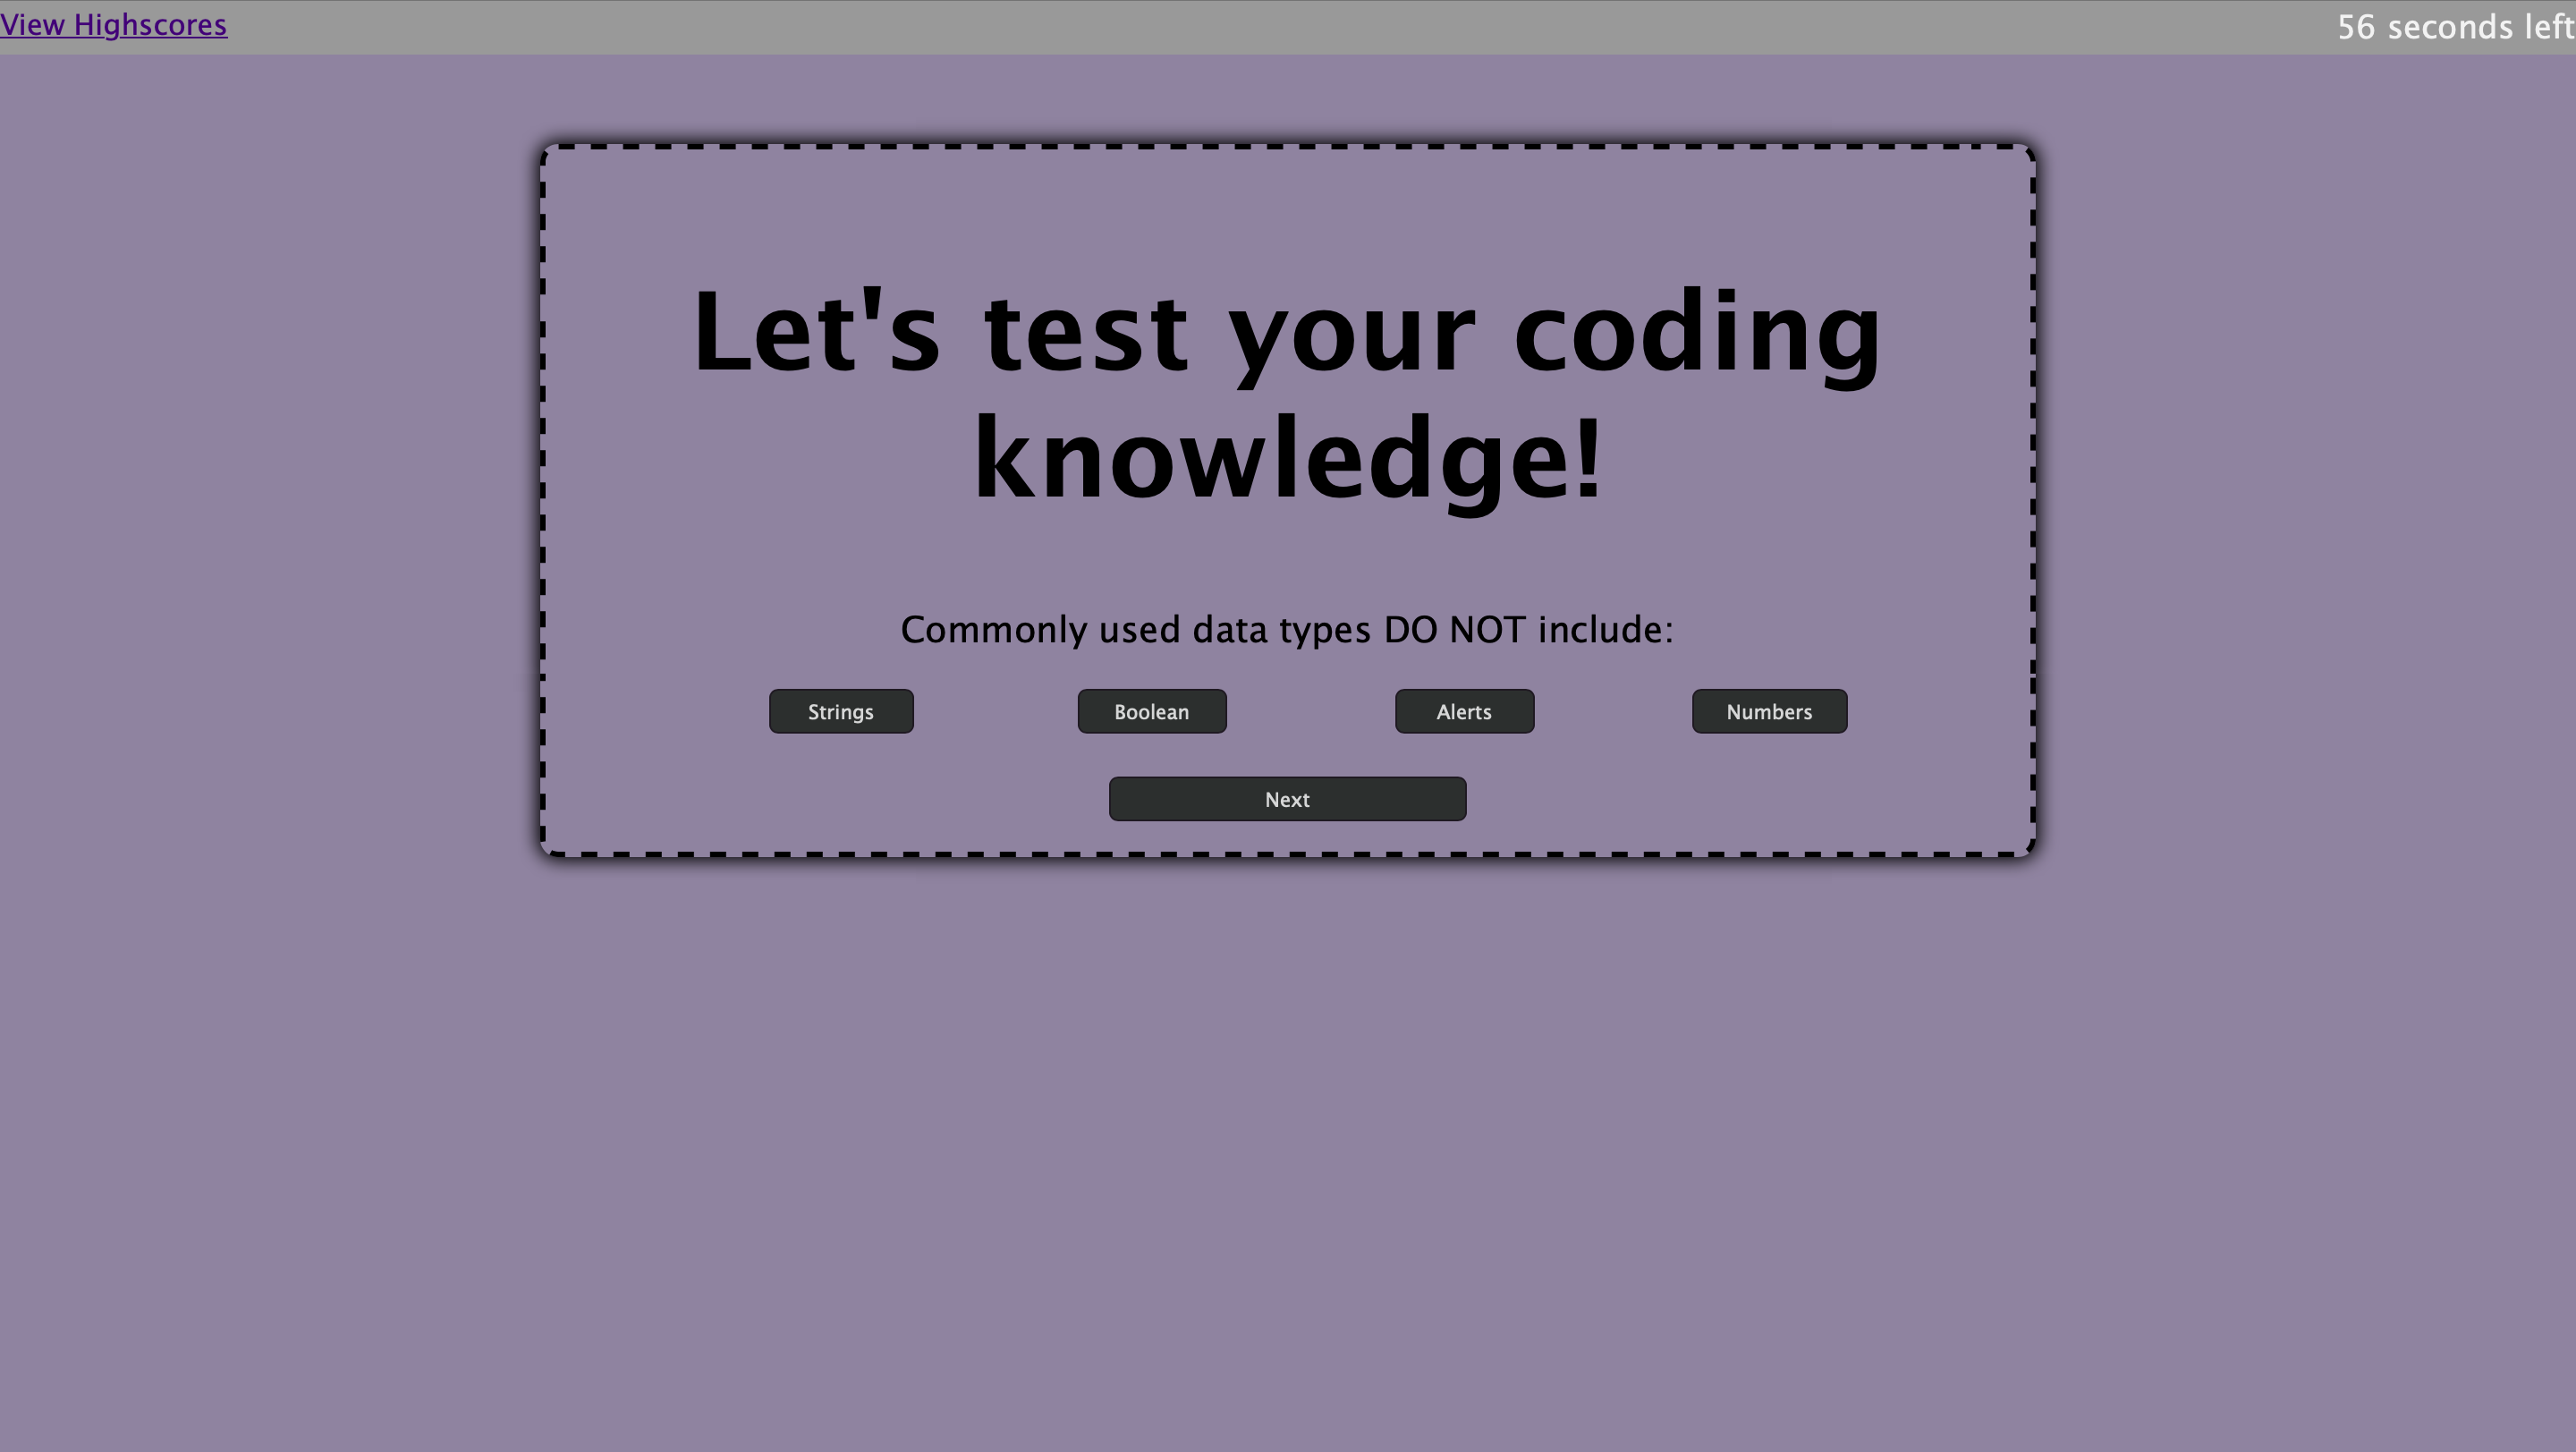 View Highscores
56 seconds left
Let's test your coding
knowledge!
Commonly used data types DO NOT include:
Strings
Boolean
Alerts
Numbers
Next